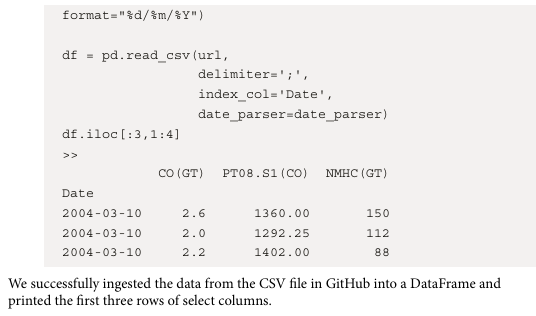 format="%d/%m/%Y")
df = pd.read_csv(url,
delimiter=';',
index_col='Date',
date_parser=date_parser)
df.iloc[:3,1:4]
>>
CO(GT) PT08.S1(CO) NMHC(GT)
Date
2004-03-10 2.6 1360.00 150
2004-03-10 2.0 1292.25 112
2004-03-10 2.2 1402.00 88
We successfully ingested the data from the CSV file in GitHub into a DataFrame and
printed the first three rows of select columns.